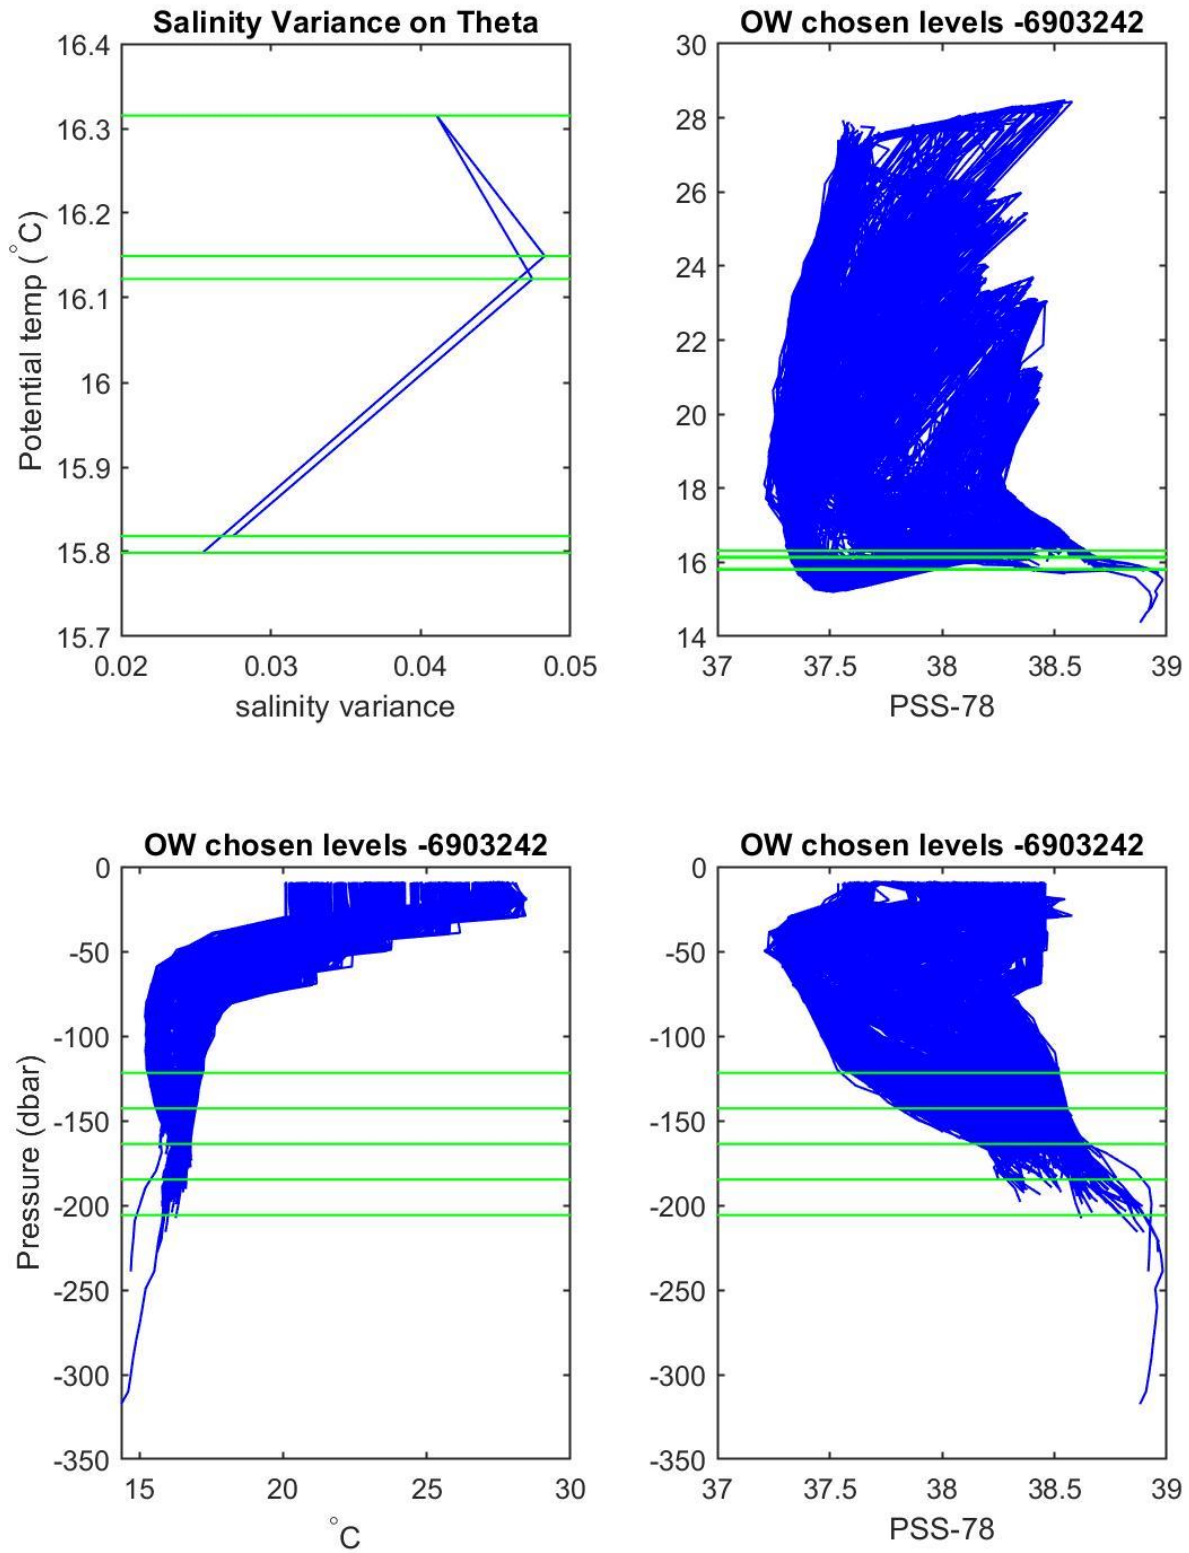 Salinity Variance on Theta
16.4
16.3
16.2
16.1
16
15.9
15.8
15.7
Potential temp (°C)
0.02 0.03 0.04 0.05
salinity variance
OW chosen levels -6903242
30
28
26
24
22
20
18
16
14
37 37.5 38 38.5 39
PSS-78
OW chosen levels -6903242
0
-50
-100
-150
-200
-250
-300
-350
Pressure (dbar)
15 20 25 30
°C
OW chosen levels -6903242
0
-50
-100
-150
-200
-250
-300
-350
37 37.5 38 38.5 39
PSS-78